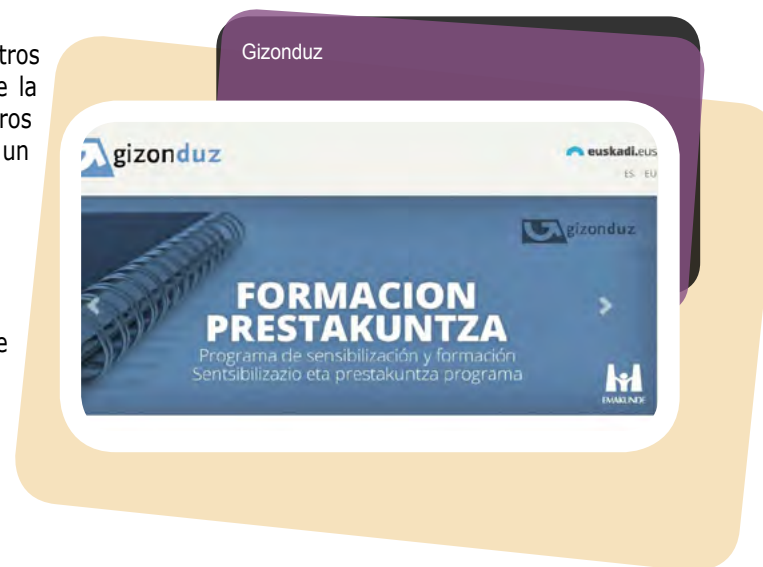 tros
e la
ros
un
e
Gizonduz
gizonduz
euskadi.eus
ES EU
gizonduz
FORMACION
PRESTAKUNTZA
Programa de sensibilización y formación
Sentsibilizazio eta prestakuntza programa
EMAKUNDE